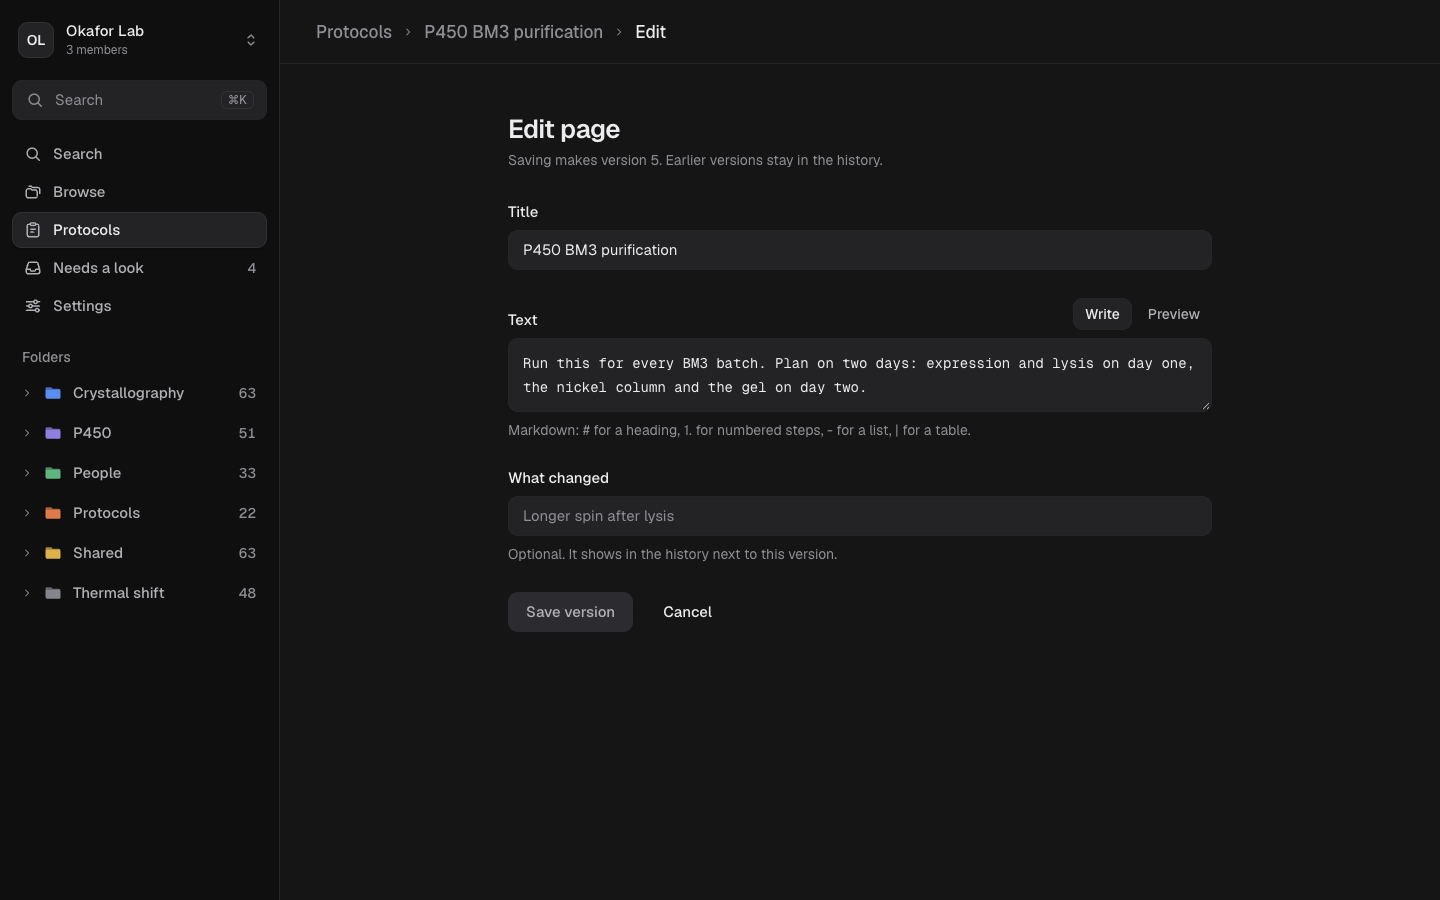 OL
Okafor Lab
3 members
Search ⌘K
Search
Browse
Protocols
Needs a look 4
Settings
Folders
Crystallography 63
P450 51
People 33
Protocols 22
Shared 63
Thermal shift 48
Protocols › P450 BM3 purification › Edit
Edit page
Saving makes version 5. Earlier versions stay in the history.
Title
P450 BM3 purification
Text
Write Preview
Run this for every BM3 batch. Plan on two days: expression and lysis on day one,
the nickel column and the gel on day two.
Markdown: # for a heading, 1. for numbered steps, - for a list, | for a table.
What changed
Longer spin after lysis
Optional. It shows in the history next to this version.
Save version Cancel